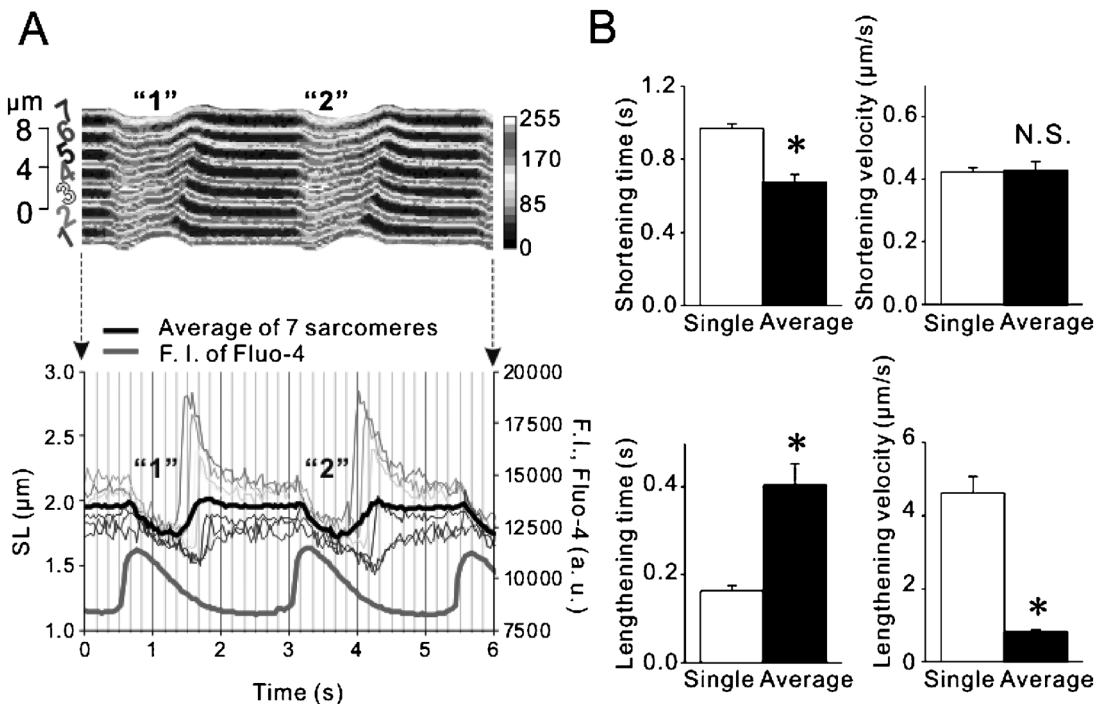 A
µm
8
4
0
7
6
5
4
3
2
1
“1”
“2”
255
170
85
0
Average of 7 sarcomeres
F. I. of Fluo-4
SL (µm)
3.0
2.5
2.0
1.5
1.0
“1”
“2”
20000
17500
15000
12500
10000
7500
F.I., Fluo-4 (a.u.)
0 1 2 3 4 5 6
Time (s)
B
Shortening time (s)
1.2
0.8
0.4
0.0
*
Single Average
Shortening velocity (µm/s)
0.6
0.4
0.2
0.0
N.S.
Single Average
Lengthening time (s)
0.4
0.2
0.0
*
Single Average
Lengthening velocity (µm/s)
6
4
2
0
*
Single Average